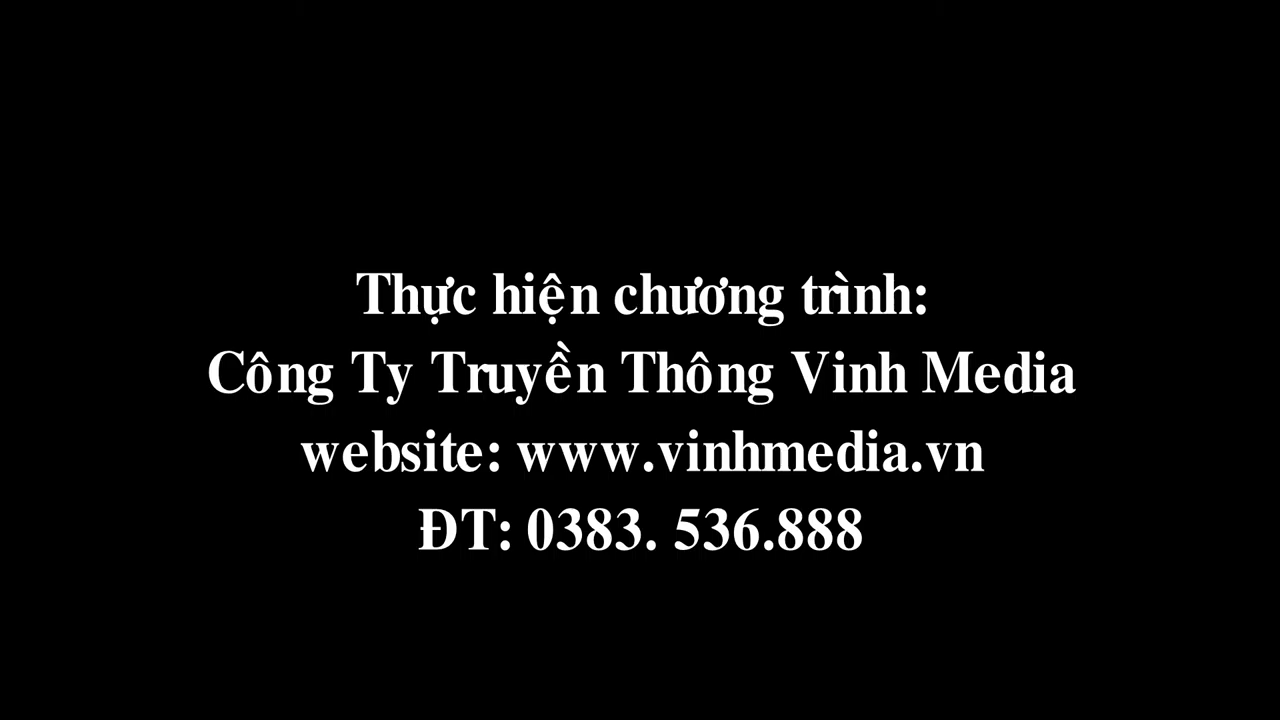 Thực hiện chương trình:
Công Ty Truyền Thông Vinh Media
website: www.vinhmedia.vn
ĐT: 0383. 536.888